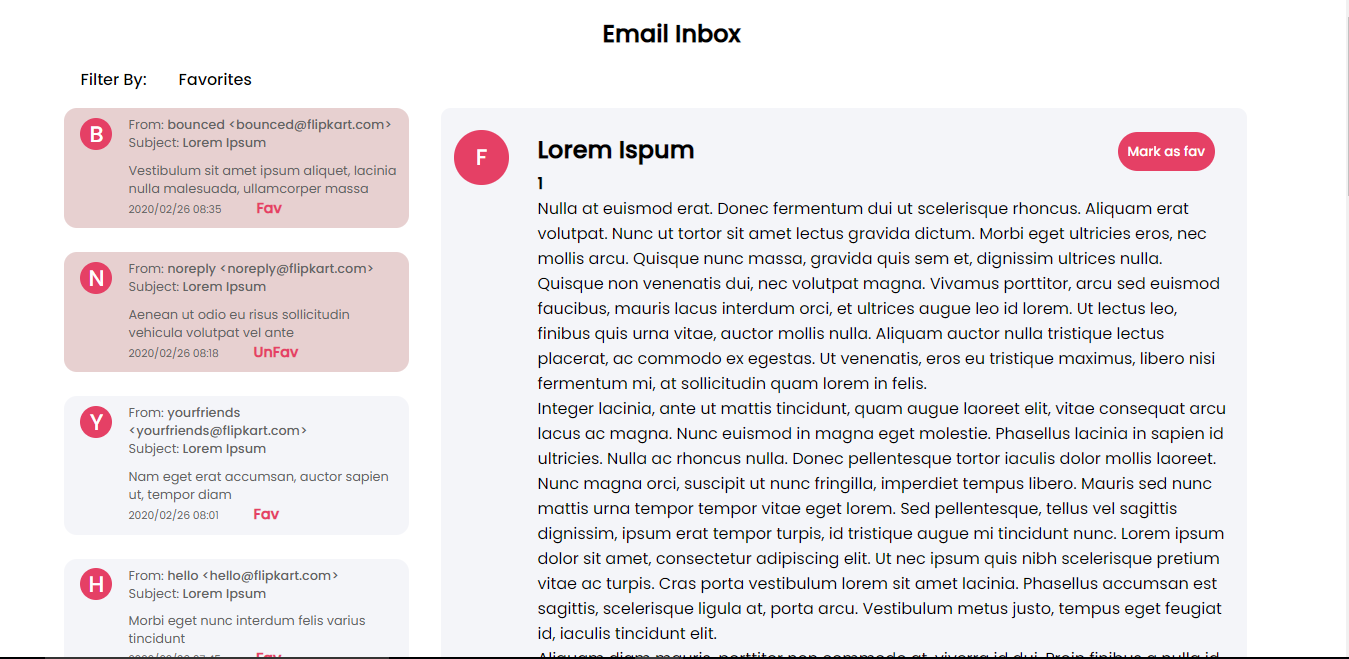 Email Inbox
Filter By: Favorites
B
From: bounced <bounced@flipkart.com>
Subject: Lorem Ipsum
Vestibulum sit amet ipsum aliquet, lacinia
nulla malesuada, ullamcorper massa
2020/02/26 08:35 Fav
N
From: noreply <noreply@flipkart.com>
Subject: Lorem Ipsum
Aenean ut odio eu risus sollicitudin
vehicula volutpat vel ante
2020/02/26 08:18 UnFav
Y
From: yourfriends
<yourfriends@flipkart.com>
Subject: Lorem Ipsum
Nam eget erat accumsan, auctor sapien
ut, tempor diam
2020/02/26 08:01 Fav
H
From: hello <hello@flipkart.com>
Subject: Lorem Ipsum
Morbi eget nunc interdum felis varius
tincidunt
Fav
F
Lorem Ispum
Mark as fav
1
Nulla at euismod erat. Donec fermentum dui ut scelerisque rhoncus. Aliquam erat
volutpat. Nunc ut tortor sit amet lectus gravida dictum. Morbi eget ultricies eros, nec
mollis arcu. Quisque nunc massa, gravida quis sem et, dignissim ultrices nulla.
Quisque non venenatis dui, nec volutpat magna. Vivamus porttitor, arcu sed euismod
faucibus, mauris lacus interdum orci, et ultrices augue leo id lorem. Ut lectus leo,
finibus quis urna vitae, auctor mollis nulla. Aliquam auctor nulla tristique lectus
placerat, ac commodo ex egestas. Ut venenatis, eros eu tristique maximus, libero nisi
fermentum mi, at sollicitudin quam lorem in felis.
Integer lacinia, ante ut mattis tincidunt, quam augue laoreet elit, vitae consequat arcu
lacus ac magna. Nunc euismod in magna eget molestie. Phasellus lacinia in sapien id
ultricies. Nulla ac rhoncus nulla. Donec pellentesque tortor iaculis dolor mollis laoreet.
Nunc magna orci, suscipit ut nunc fringilla, imperdiet tempus libero. Mauris sed nunc
mattis urna tempor tempor vitae eget lorem. Sed pellentesque, tellus vel sagittis
dignissim, ipsum erat tempor turpis, id tristique augue mi tincidunt nunc. Lorem ipsum
dolor sit amet, consectetur adipiscing elit. Ut nec ipsum quis nibh scelerisque pretium
vitae ac turpis. Cras porta vestibulum lorem sit amet lacinia. Phasellus accumsan est
sagittis, scelerisque ligula at, porta arcu. Vestibulum metus justo, tempus eget feugiat
id, iaculis tincidunt elit.
Aliquam diam mauris, porttitor non commodo at, viverra id dui. Proin finibus a nulla id